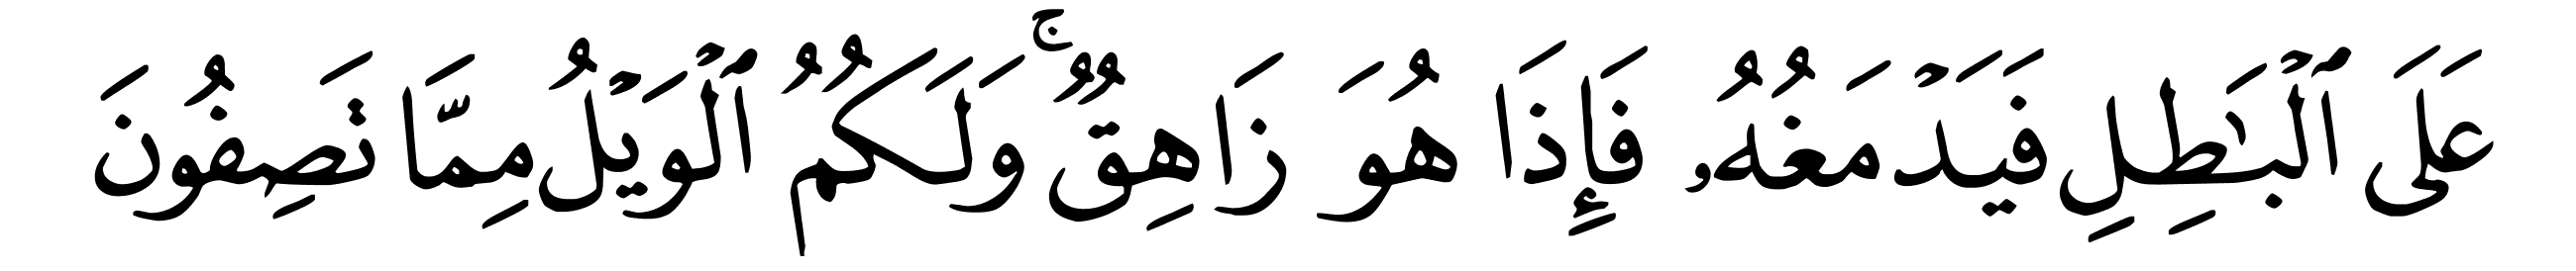 عَلَى ٱلْبَـٰطِلِ فَيَدْمَغُهُۥ فَإِذَا هُوَ زَاهِقٌۭ ۚ وَلَكُمُ ٱلْوَيْلُ مِمَّا تَصِفُونَ